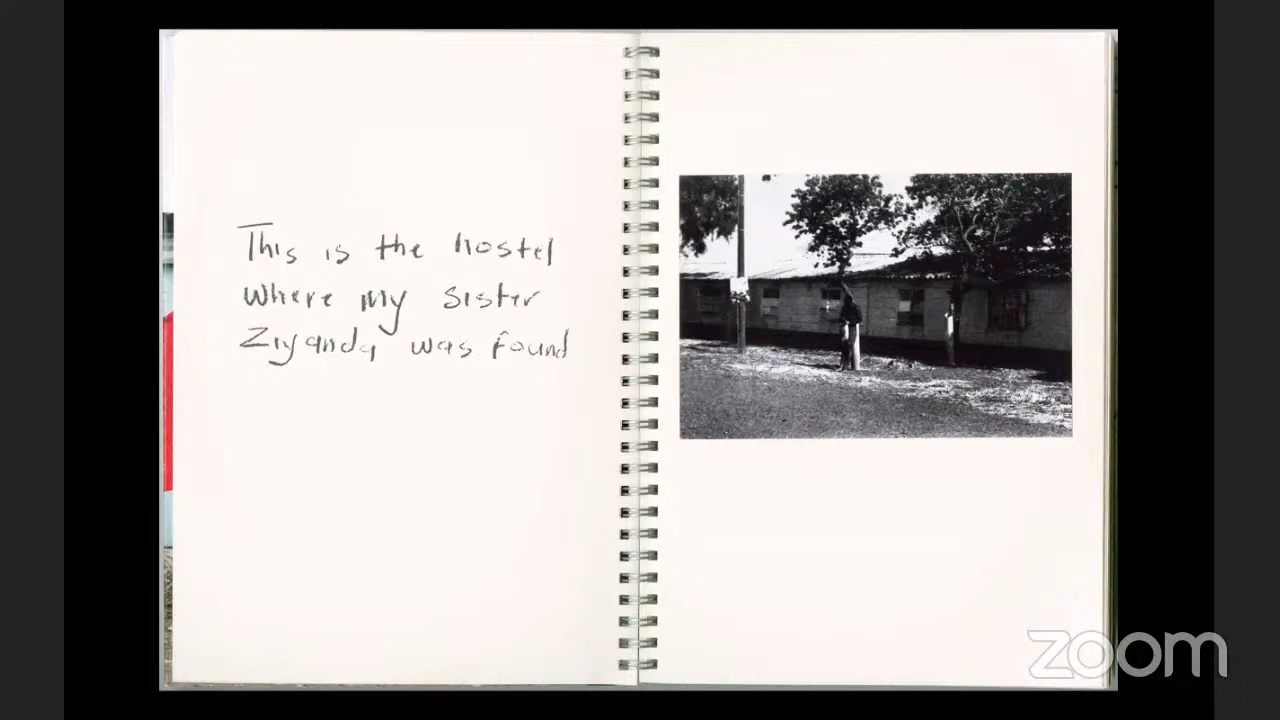 This is the hostel
where my sister
Ziyanda was found
zoom